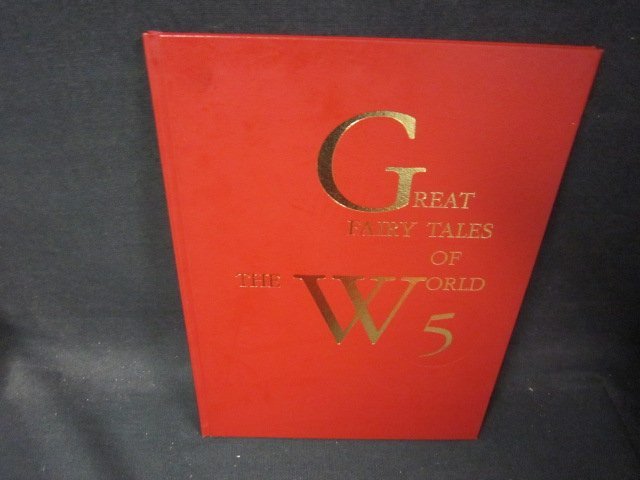 GREAT
FAIRY TALES
OF
THE WORLD
5